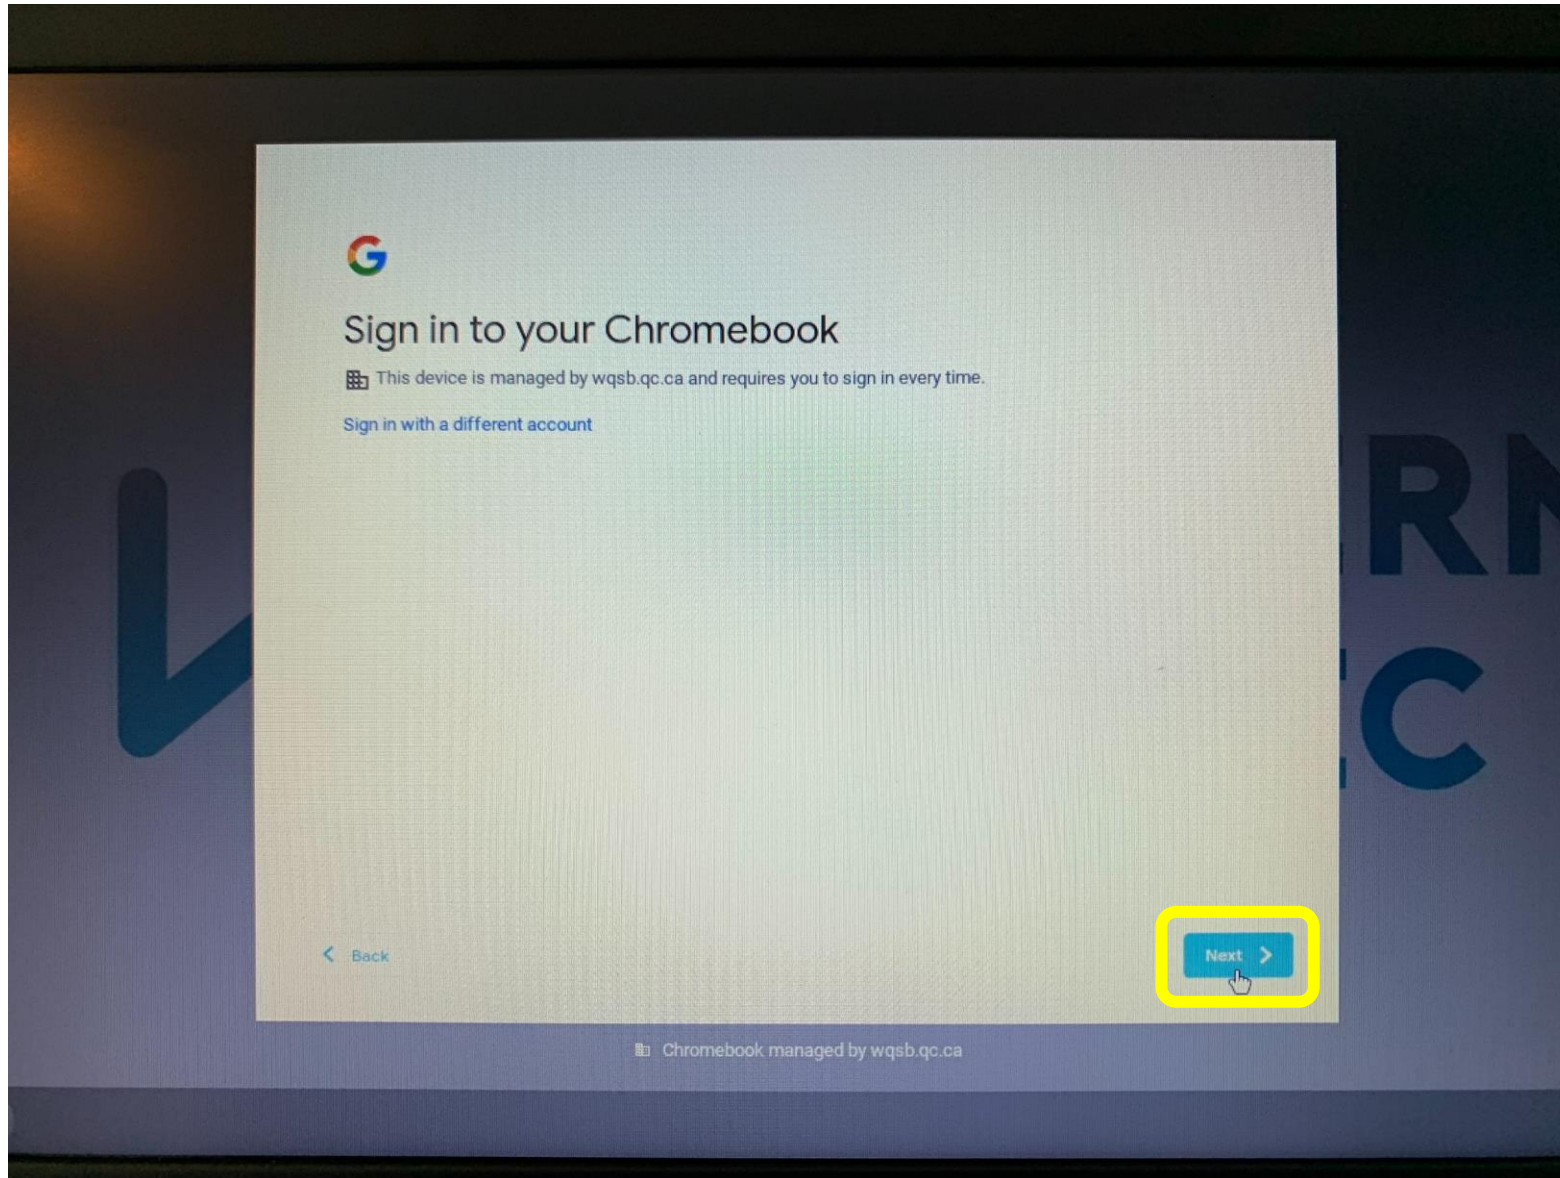 Sign in to your Chromebook
This device is managed by wqsb.qc.ca and requires you to sign in every time.
Sign in with a different account
RN
C
Back
Next
Chromebook managed by wqsb.qc.ca